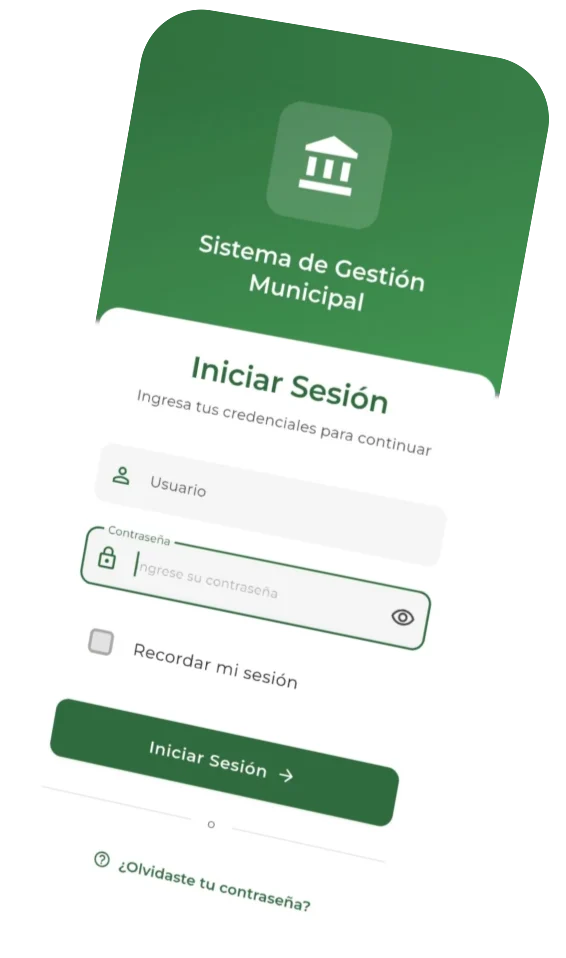 Sistema de Gestión
Municipal
Iniciar Sesión
Ingresa tus credenciales para continuar
Usuario
Contraseña
Ingrese su contraseña
Recordar mi sesión
Iniciar Sesión →
o
¿Olvidaste tu contraseña?